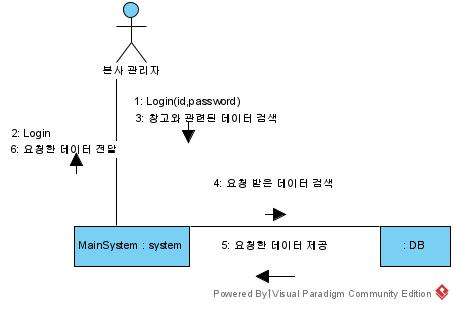 본사 관리자
1: Login(id,password)
3: 창고와 관련된 데이터 검색
2: Login
6: 요청한 데이터 전달
4: 요청 받은 데이터 검색
MainSystem : system
5: 요청한 데이터 제공
: DB
Powered By Visual Paradigm Community Edition